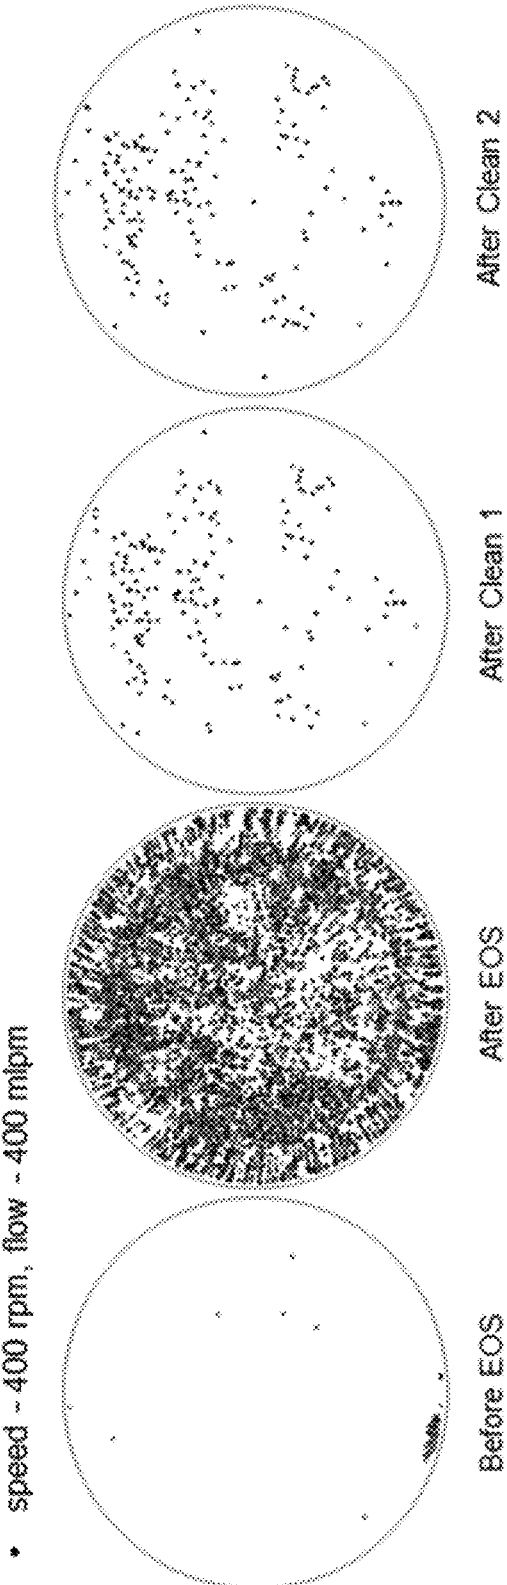 • speed ~400 rpm, flow ~ 400 mlpm
Before EOS
After EOS
After Clean 1
After Clean 2